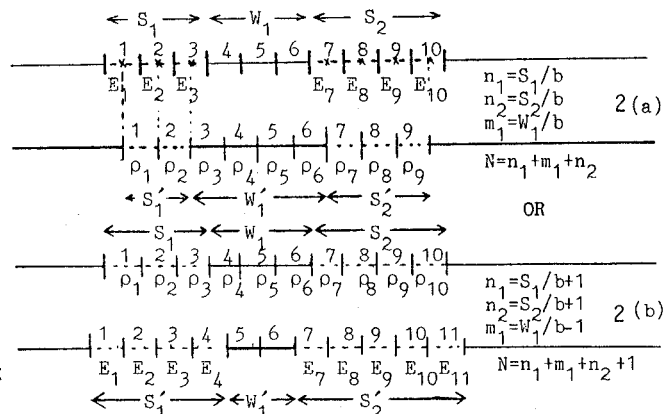 S₁ W₁ S₂
1 2 3 4 5 6 7 8 9 10
E₁ E₂ E₃ E₇ E₈ E₉ E₁₀
n₁=S₁/b
n₂=S₂/b
m₁=W₁/b
2(a)
1 2 3 4 5 6 7 8 9
ρ₁ ρ₂ ρ₃ ρ₄ ρ₅ ρ₆ ρ₇ ρ₈ ρ₉
N=n₁+m₁+n₂
S₁' W₁' S₂'
OR
S₁ W₁ S₂
1 2 3 4 5 6 7 8 9 10
ρ₁ ρ₂ ρ₃ ρ₄ ρ₅ ρ₆ ρ₇ ρ₈ ρ₉ ρ₁₀
n₁=S₁/b+1
n₂=S₂/b+1
m₁=W₁/b-1
2(b)
1 2 3 4 5 6 7 8 9 10 11
E₁ E₂ E₃ E₄ E₇ E₈ E₉ E₁₀ E₁₁
N=n₁+m₁+n₂+1
S₁' W₁' S₂'